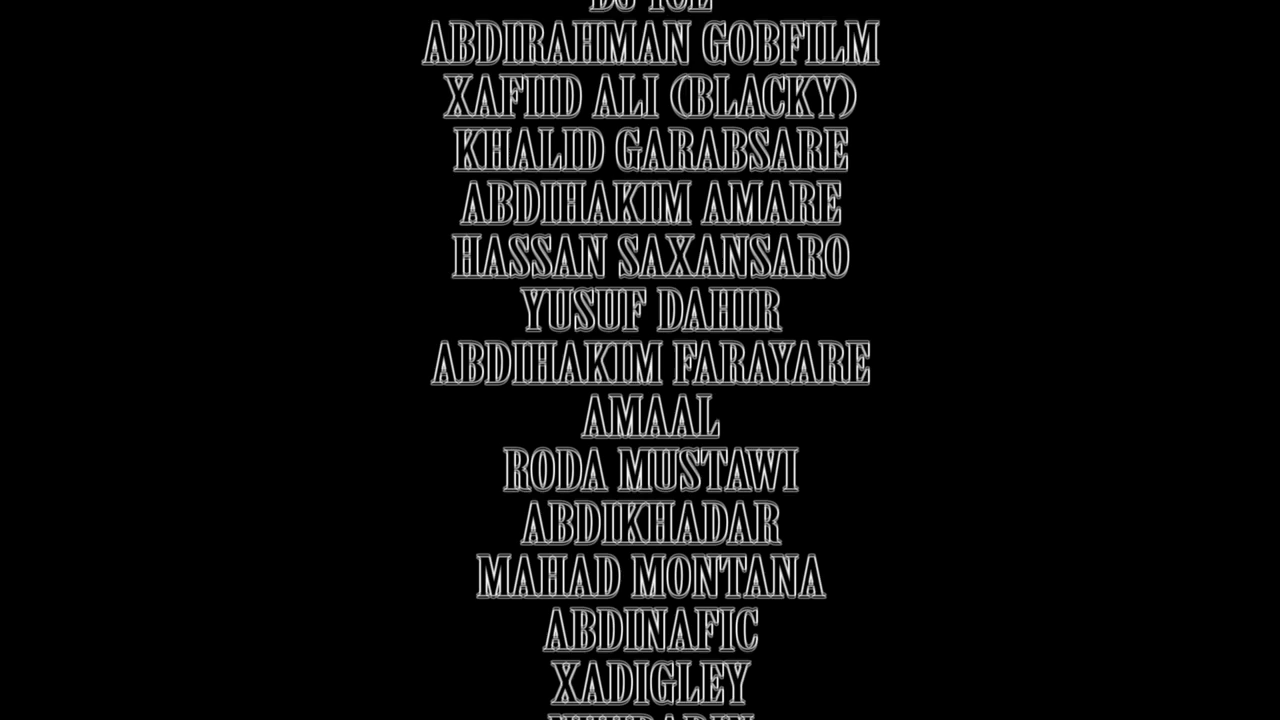 ABDIRAHMAN GOBFILM
XAFIID ALI (BLACKY)
KHALID GARABSARE
ABDIHAKIM AMARE
HASSAN SAXANSARO
YUSUF DAHIR
ABDIHAKIM FARAYARE
AMAAL
RODA MUSTAWI
ABDIKHADAR
MAHAD MONTANA
ABDINAFIC
XADIGLEY